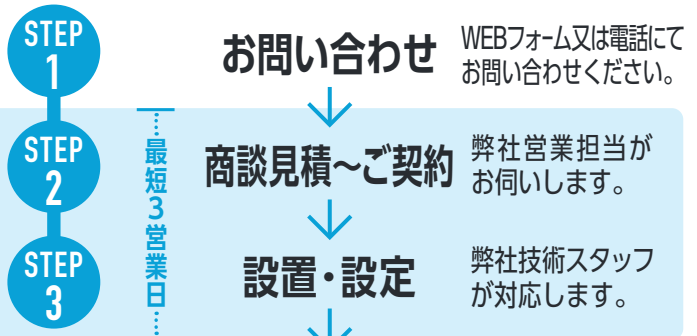 STEP
1
お問い合わせ
WEBフォーム又は電話にて
お問い合わせください。
STEP
2
最短3営業日
商談見積〜ご契約
弊社営業担当が
お伺いします。
STEP
3
設置・設定
弊社技術スタッフ
が対応します。